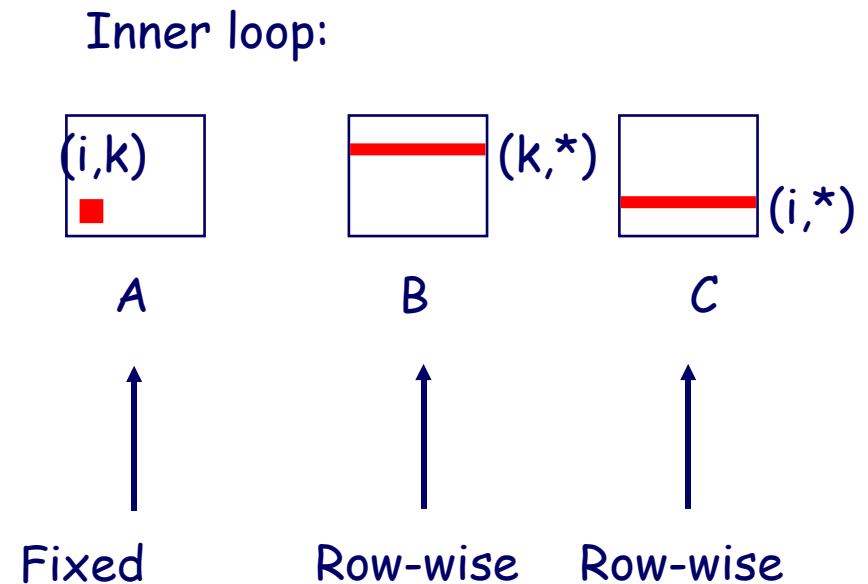 Inner loop:
(i,k)
(k,*)
(i,*)
A
B
C
Fixed
Row-wise
Row-wise